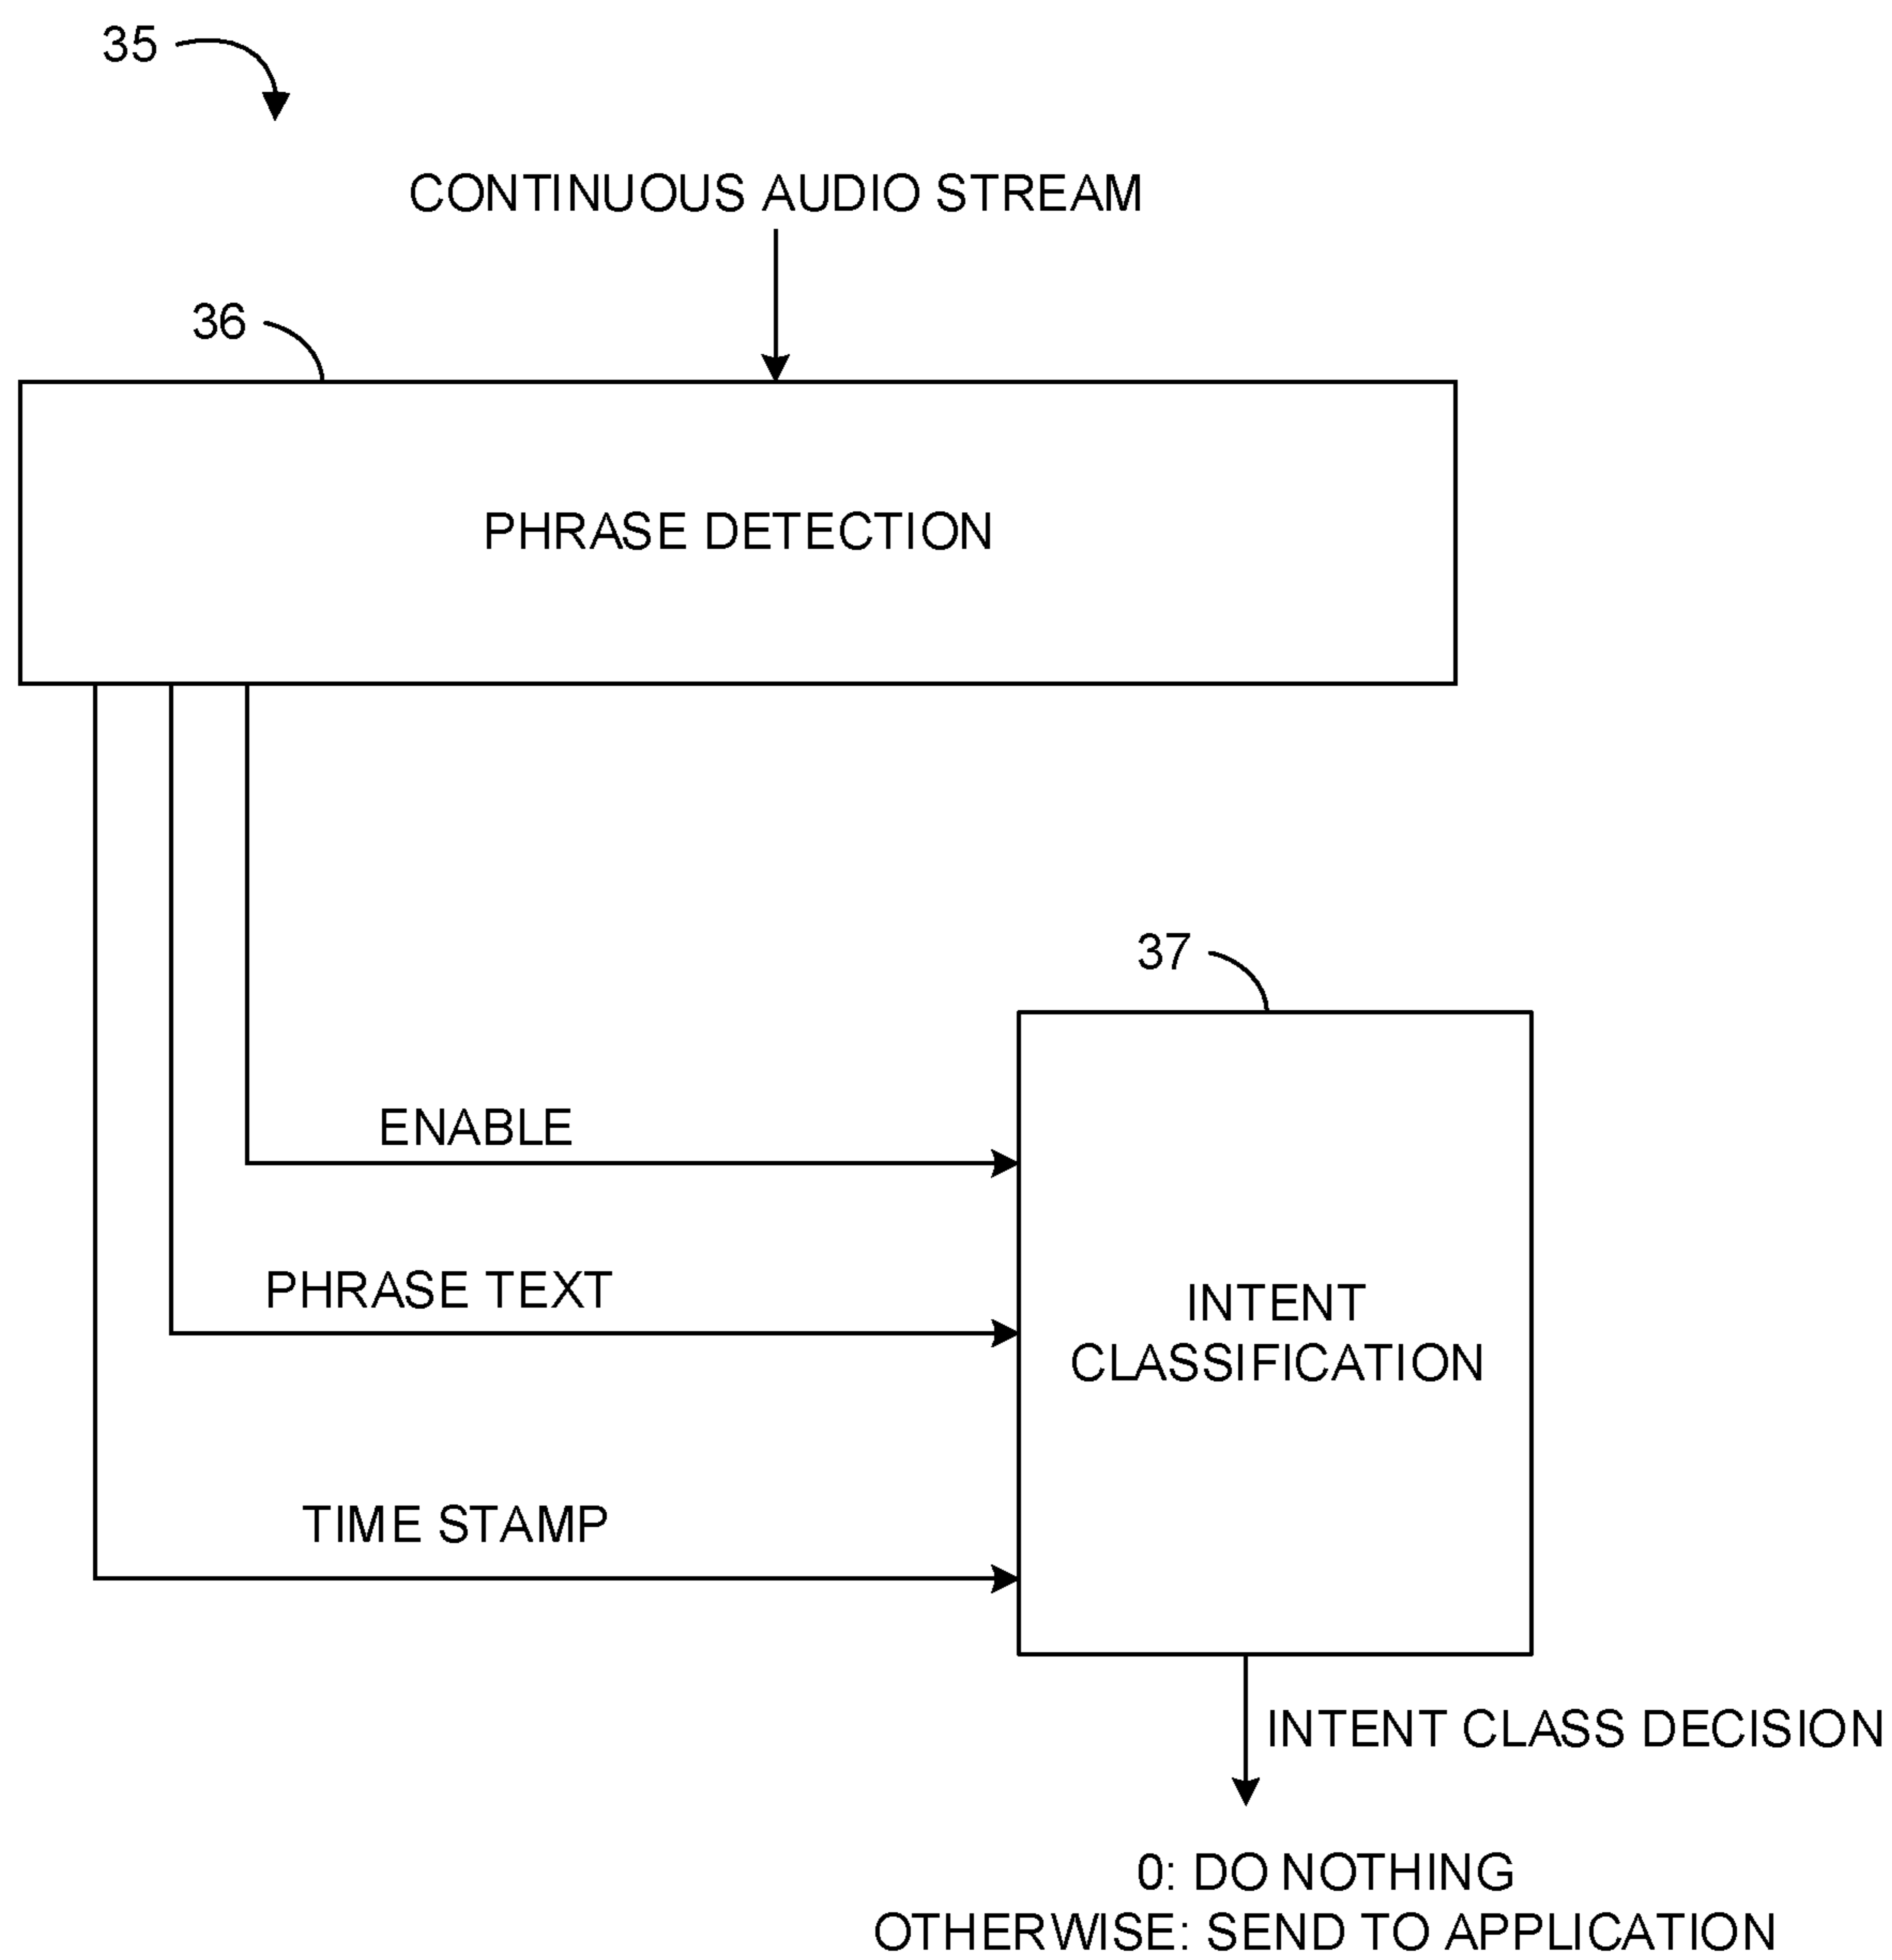 35
CONTINUOUS AUDIO STREAM
36
PHRASE DETECTION
37
ENABLE
PHRASE TEXT
INTENT
CLASSIFICATION
TIME STAMP
INTENT CLASS DECISION
0: DO NOTHING
OTHERWISE: SEND TO APPLICATION